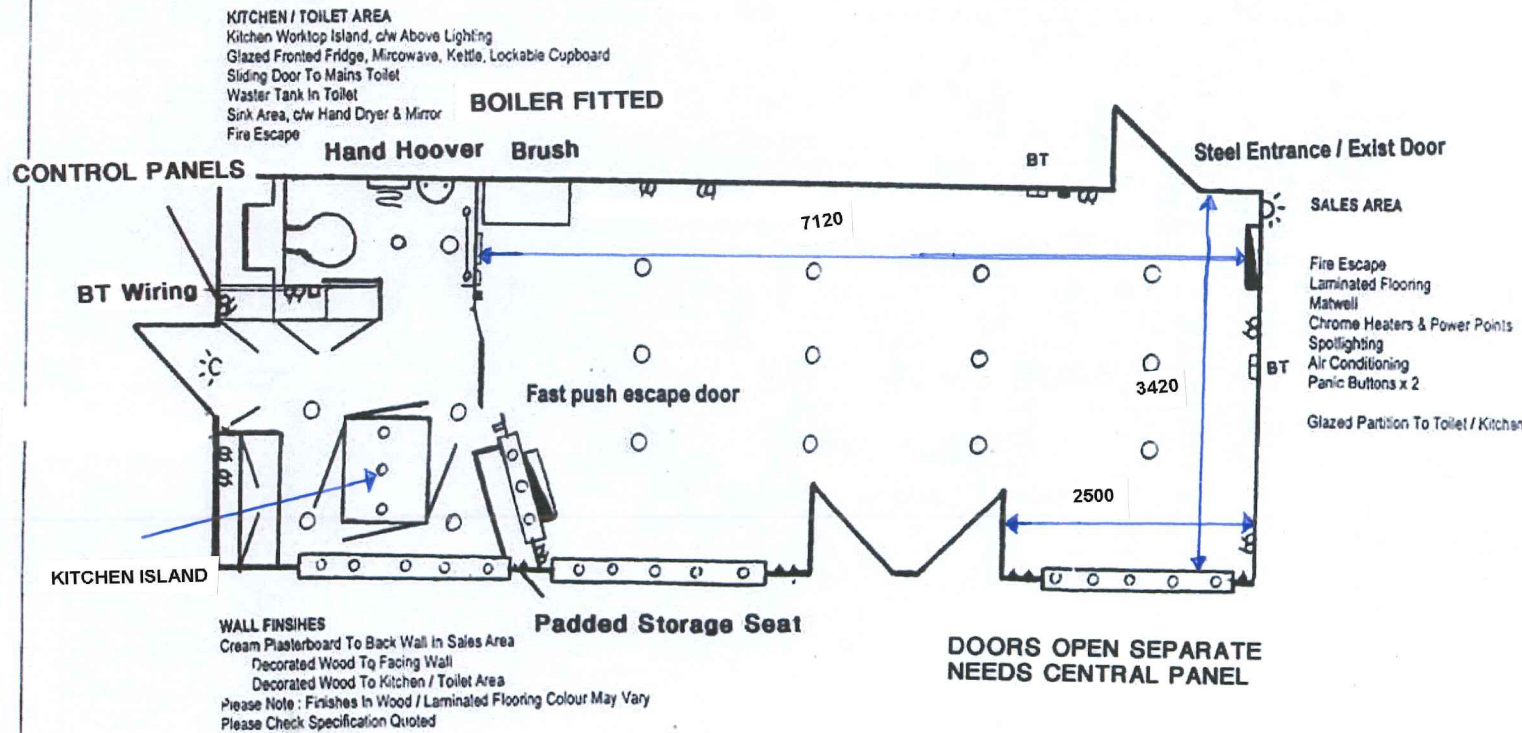 KITCHEN / TOILET AREA
Kitchen Worktop Island, c/w Above Lighting
Glazed Fronted Fridge, Mircowave, Kettle, Lockable Cupboard
Sliding Door To Mains Toilet
Waster Tank In Toilet
Sink Area, c/w Hand Dryer & Mirror
Fire Escape
BOILER FITTED
Hand Hoover Brush
CONTROL PANELS
BT
Steel Entrance / Exist Door
SALES AREA
7120
Fire Escape
Laminated Flooring
Matwell
Chrome Heaters & Power Points
Spotlighting
Air Conditioning
Panic Buttons x 2
Glazed Partition To Toilet / Kitchen
BT Wiring
BT
3420
Fast push escape door
2500
KITCHEN ISLAND
Padded Storage Seat
DOORS OPEN SEPARATE
NEEDS CENTRAL PANEL
WALL FINSIHES
Cream Plasterboard To Back Wall In Sales Area
Decorated Wood To Facing Wall
Decorated Wood To Kitchen / Toilet Area
Please Note : Finishes In Wood / Laminated Flooring Colour May Vary
Please Check Specification Quoted